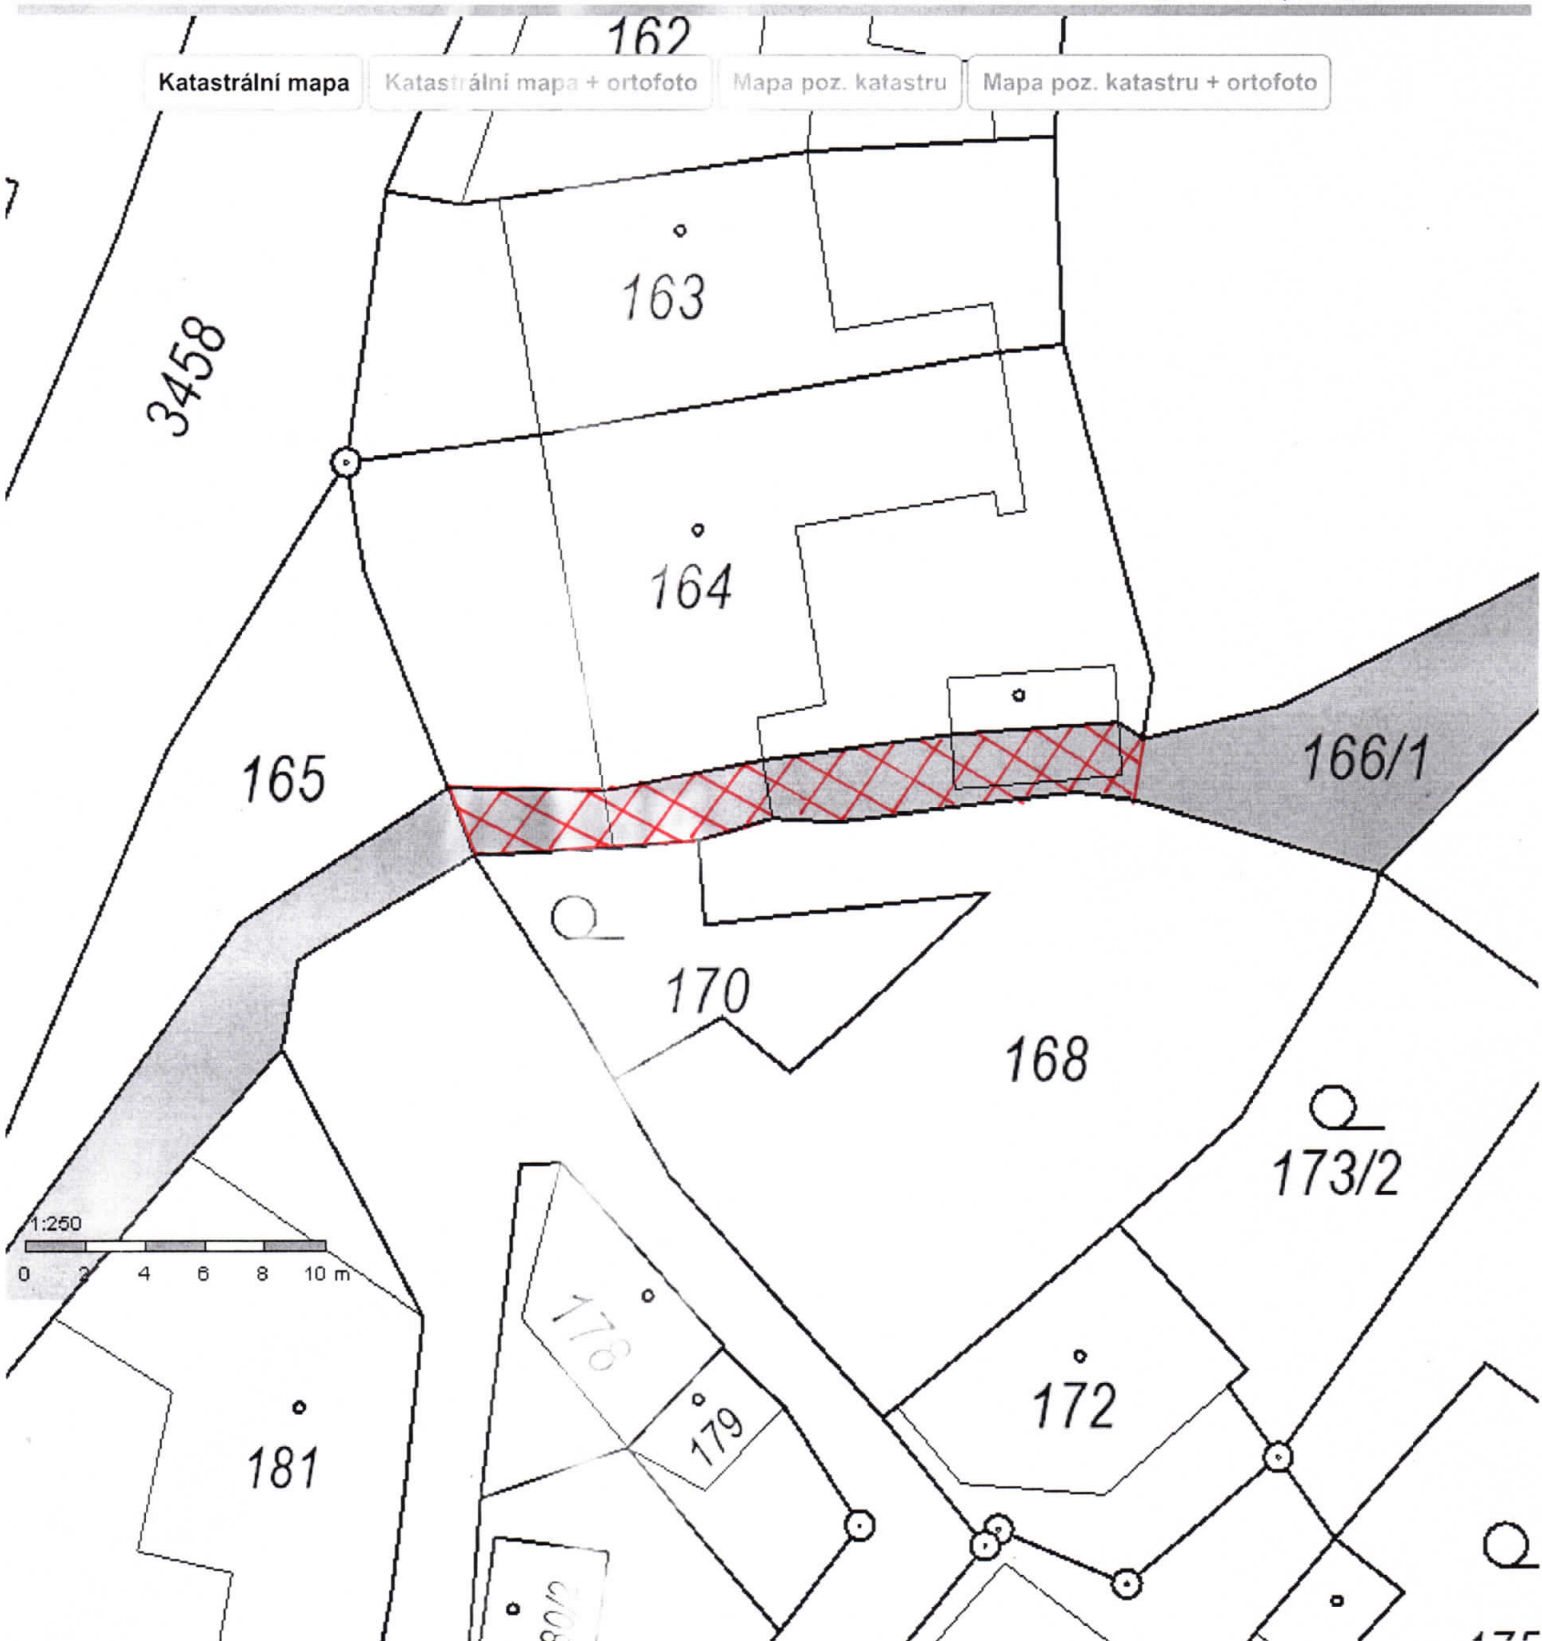 162
Katastrální mapa
Katastrální mapa + ortofoto
Mapa poz. katastru
Mapa poz. katastru + ortofoto
163
3458
164
165
166/1
170
168
173/2
1:250
0 2 4 6 8 10 m
178
172
179
181